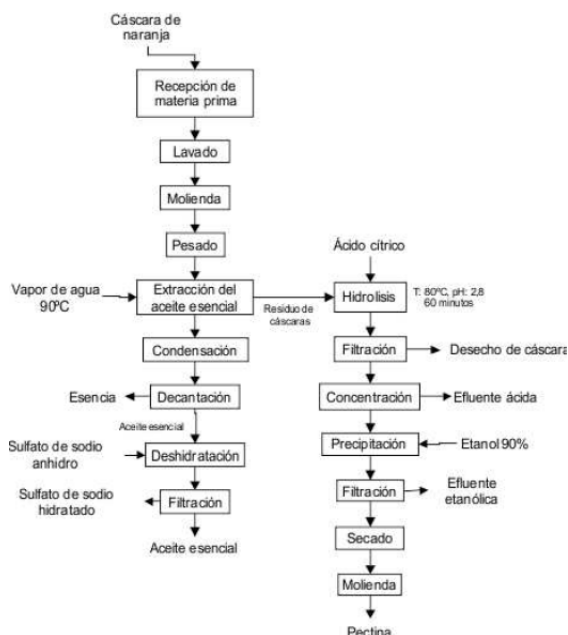 Cáscara de
naranja
Recepción de
materia prima
Lavado
Molienda
Pesado
Vapor de agua
90ºC
Extracción del
aceite esencial
Residuo de
cáscaras
Condensación
Esencia
Decantación
Aceite esencial
Sulfato de sodio
anhidro
Deshidratación
Sulfato de sodio
hidratado
Filtración
Aceite esencial
Ácido cítrico
Hidrolisis
T: 80ºC, pH: 2,8
60 minutos
Filtración
Desecho de cáscara
Concentración
Efluente ácida
Precipitación
Etanol 90%
Filtración
Efluente
etanólica
Secado
Molienda
Pectina